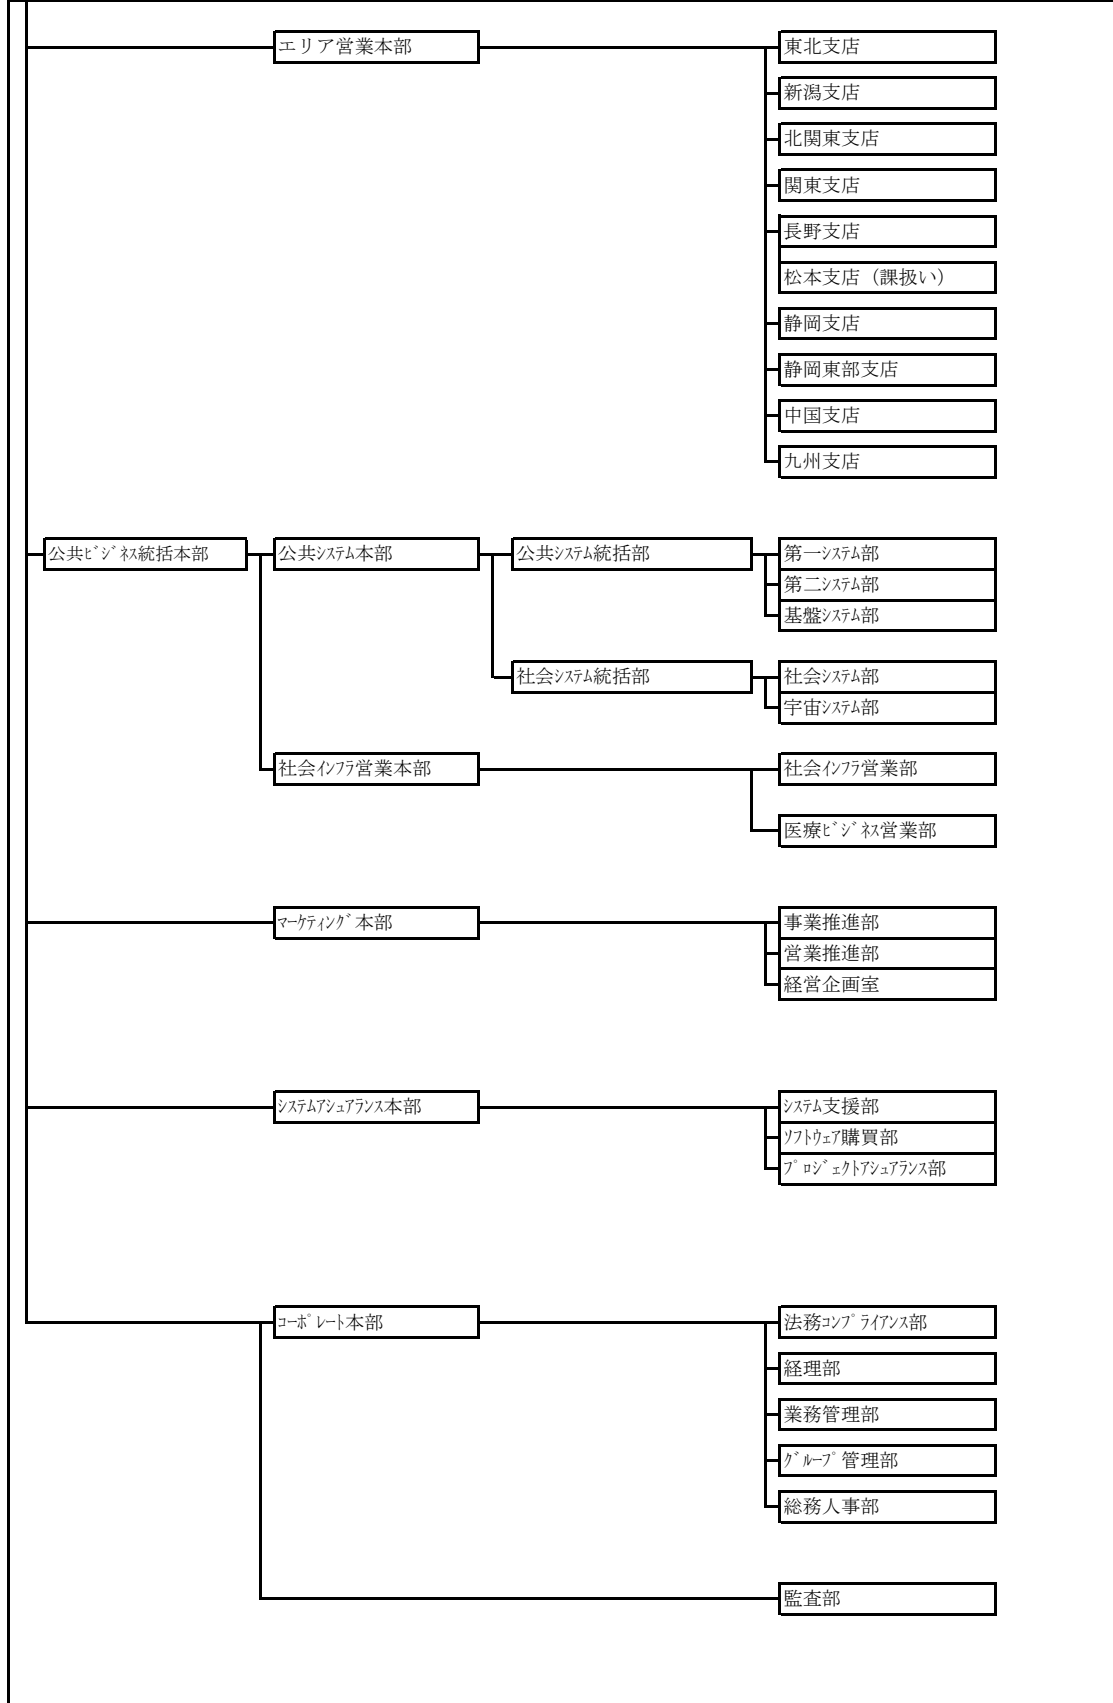 エリア営業本部
東北支店
新潟支店
北関東支店
関東支店
長野支店
松本支店（課扱い）
静岡支店
静岡東部支店
中国支店
九州支店
公共ﾋﾞｼﾞﾈｽ統括本部
公共ｼｽﾃﾑ本部
公共ｼｽﾃﾑ統括部
第一ｼｽﾃﾑ部
第二ｼｽﾃﾑ部
基盤ｼｽﾃﾑ部
社会ｼｽﾃﾑ統括部
社会ｼｽﾃﾑ部
宇宙ｼｽﾃﾑ部
社会ｲﾝﾌﾗ営業本部
社会ｲﾝﾌﾗ営業部
医療ﾋﾞｼﾞﾈｽ営業部
ﾏｰｹﾃｨﾝｸﾞ本部
事業推進部
営業推進部
経営企画室
ｼｽﾃﾑｱｼｭｱﾗﾝｽ本部
ｼｽﾃﾑ支援部
ｿﾌﾄｳｪｱ購買部
ﾌﾟﾛｼﾞｪｸﾄｱｼｭｱﾗﾝｽ部
ｺｰﾎﾟﾚｰﾄ本部
法務ｺﾝﾌﾟﾗｲｱﾝｽ部
経理部
業務管理部
ｸﾞﾙｰﾌﾟ管理部
総務人事部
監査部